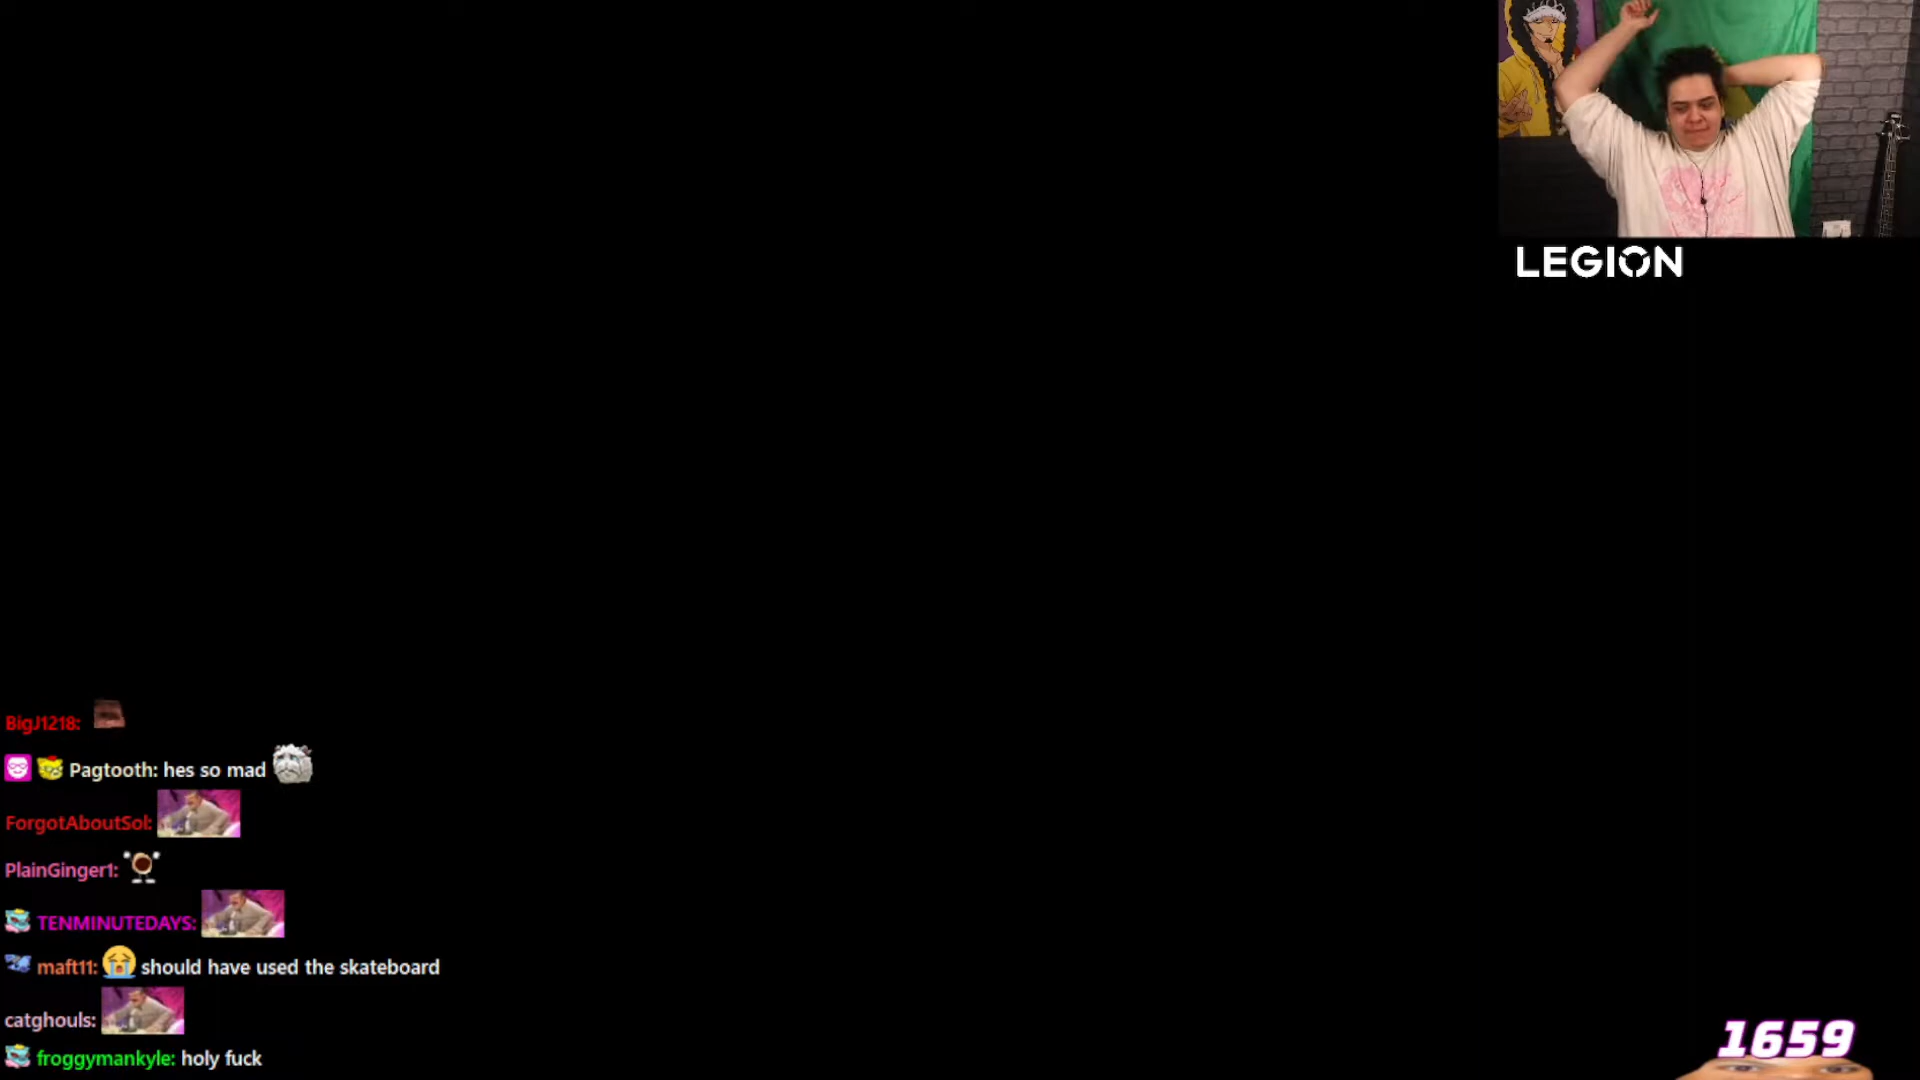 LEGION
BigJ1218:
Pagtooth: hes so mad
ForgotAboutSol:
PlainGinger1:
TENMINUTEDAYS:
maft11: should have used the skateboard
catghouls:
froggymankyle: holy fuck
1659